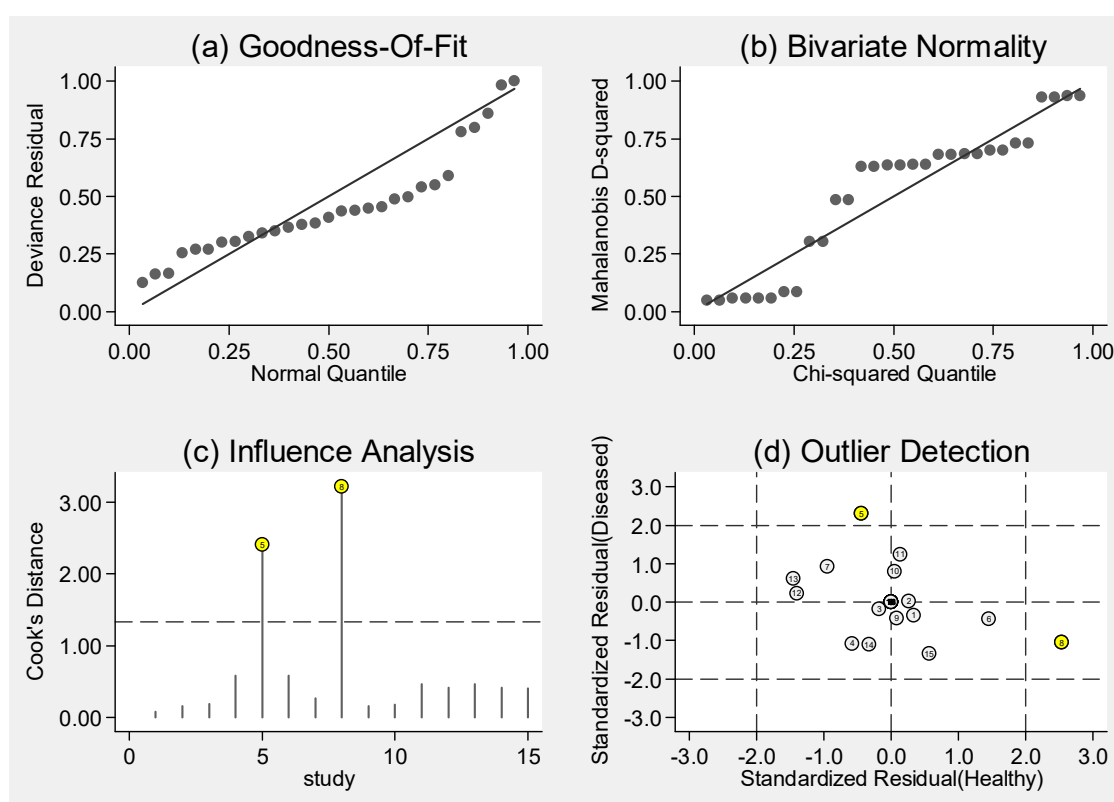 (a) Goodness-Of-Fit
Deviance Residual
1.00
0.75
0.50
0.25
0.00
0.00 0.25 0.50 0.75 1.00
Normal Quantile
(b) Bivariate Normality
Mahalanobis D-squared
1.00
0.75
0.50
0.25
0.00
0.00 0.25 0.50 0.75 1.00
Chi-squared Quantile
(c) Influence Analysis
Cook's Distance
3.00
2.00
1.00
0.00
8
5
0 5 10 15
study
(d) Outlier Detection
Standardized Residual(Diseased)
3.0
2.0
1.0
0.0
-1.0
-2.0
-3.0
5
11
7
10
13
12
2
3
1
9
6
4
14
8
15
-3.0 -2.0 -1.0 0.0 1.0 2.0 3.0
Standardized Residual(Healthy)